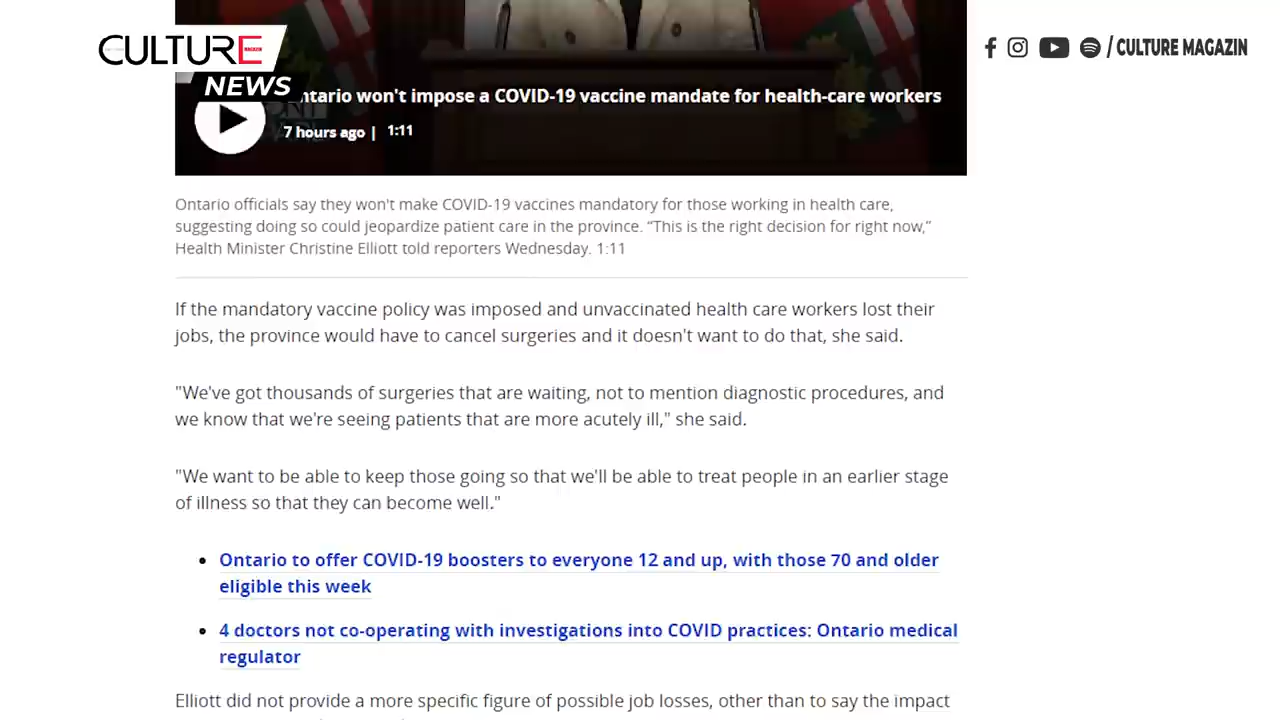 CULTURE
NEWS
/ CULTURE MAGAZIN
ntario won't impose a COVID-19 vaccine mandate for health-care workers
7 hours ago | 1:11
Ontario officials say they won't make COVID-19 vaccines mandatory for those working in health care,
suggesting doing so could jeopardize patient care in the province. “This is the right decision for right now,”
Health Minister Christine Elliott told reporters Wednesday. 1:11
If the mandatory vaccine policy was imposed and unvaccinated health care workers lost their
jobs, the province would have to cancel surgeries and it doesn't want to do that, she said.
"We've got thousands of surgeries that are waiting, not to mention diagnostic procedures, and
we know that we're seeing patients that are more acutely ill," she said.
"We want to be able to keep those going so that we'll be able to treat people in an earlier stage
of illness so that they can become well."
Ontario to offer COVID-19 boosters to everyone 12 and up, with those 70 and older
eligible this week
4 doctors not co-operating with investigations into COVID practices: Ontario medical
regulator
Elliott did not provide a more specific figure of possible job losses, other than to say the impact